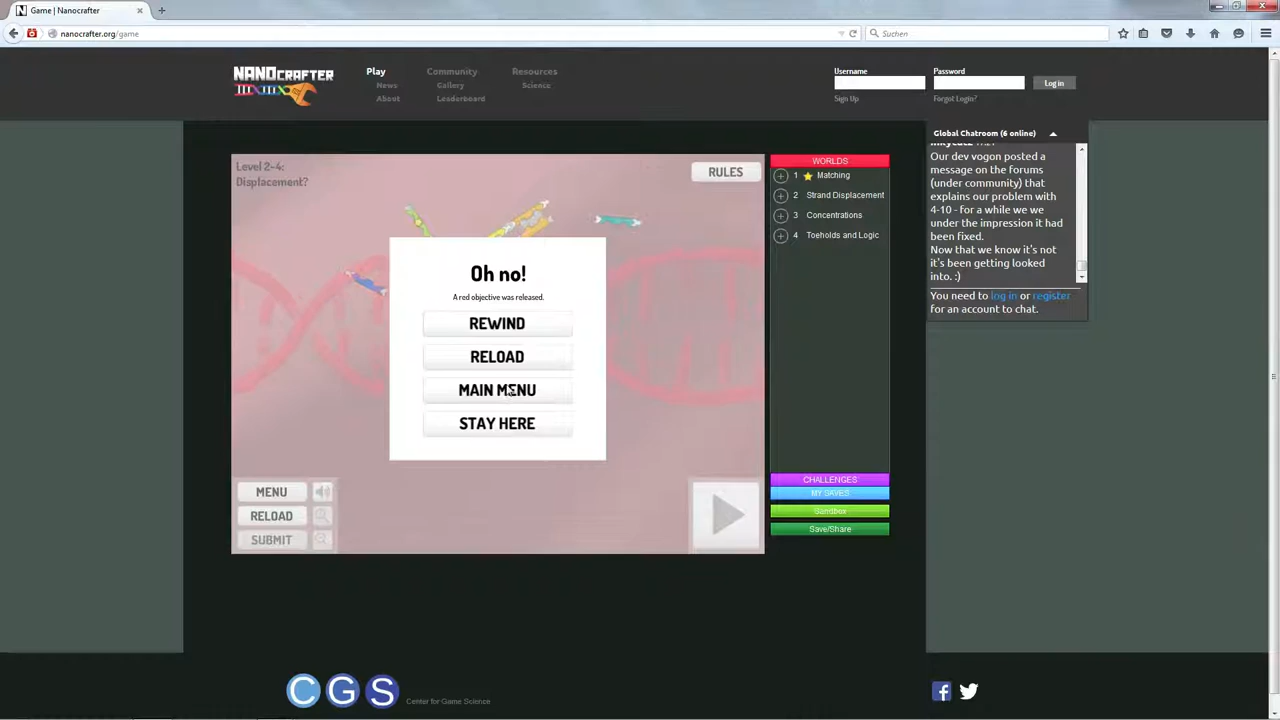 Game | Nanocrafter
nanocrafter.org/game
Suchen
NANOCRAFTER
Play
News
About
Community
Gallery
Leaderboard
Resources
Science
Username
Password
Log in
Sign Up
Forgot Login?
Global Chatroom (6 online)
Our dev vogon posted a
message on the forums
(under community) that
explains our problem with
4-10 - for a while we we
under the impression it had
been fixed.
Now that we know it's not
it's been getting looked
into. :)
You need to log in or register
for an account to chat.
Level 2-4:
Displacement?
RULES
Oh no!
A red objective was released.
REWIND
RELOAD
MAIN MENU
STAY HERE
MENU
RELOAD
SUBMIT
WORLDS
1 Matching
2 Strand Displacement
3 Concentrations
4 Toeholds and Logic
CHALLENGES
MY SAVES
Sandbox
Save/Share
CGS Center for Game Science